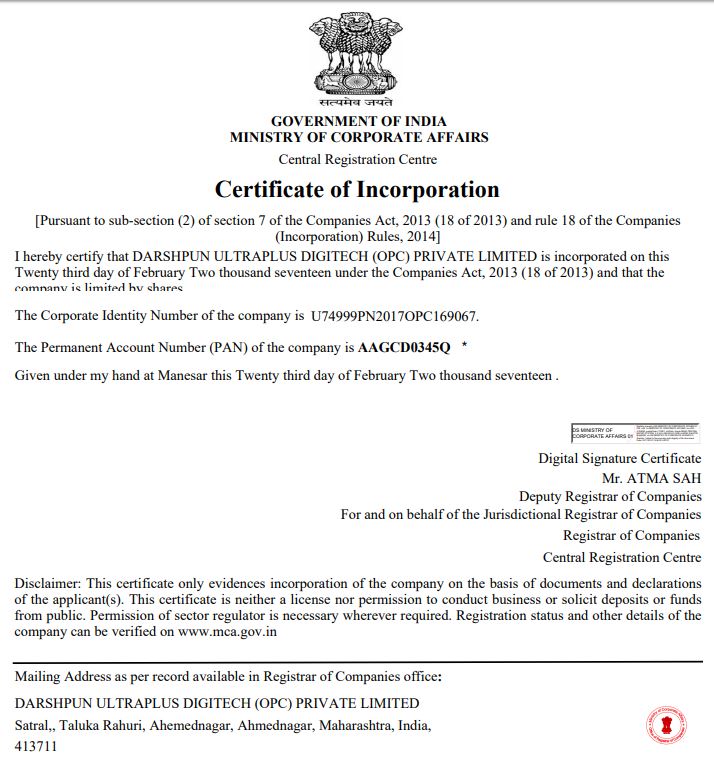 सत्यमेव जयते
GOVERNMENT OF INDIA
MINISTRY OF CORPORATE AFFAIRS
Central Registration Centre
Certificate of Incorporation
[Pursuant to sub-section (2) of section 7 of the Companies Act, 2013 (18 of 2013) and rule 18 of the Companies
(Incorporation) Rules, 2014]
I hereby certify that DARSHPUN ULTRAPLUS DIGITECH (OPC) PRIVATE LIMITED is incorporated on this
Twenty third day of February Two thousand seventeen under the Companies Act, 2013 (18 of 2013) and that the
company is limited by shares
The Corporate Identity Number of the company is U74999PN2017OPC169067.
The Permanent Account Number (PAN) of the company is AAGCD0345Q *
Given under my hand at Manesar this Twenty third day of February Two thousand seventeen .
DS MINISTRY OF
CORPORATE AFFAIRS 01
Digital Signature Certificate
Mr. ATMA SAH
Deputy Registrar of Companies
For and on behalf of the Jurisdictional Registrar of Companies
Registrar of Companies
Central Registration Centre
Disclaimer: This certificate only evidences incorporation of the company on the basis of documents and declarations
of the applicant(s). This certificate is neither a license nor permission to conduct business or solicit deposits or funds
from public. Permission of sector regulator is necessary wherever required. Registration status and other details of the
company can be verified on www.mca.gov.in
Mailing Address as per record available in Registrar of Companies office:
DARSHPUN ULTRAPLUS DIGITECH (OPC) PRIVATE LIMITED
Satral,, Taluka Rahuri, Ahemednagar, Ahmednagar, Maharashtra, India,
413711